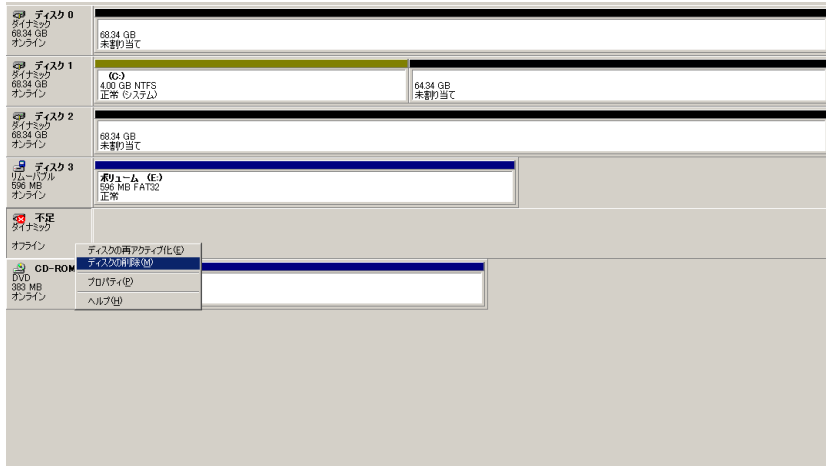 ディスク 0
ダイナミック
68.34 GB
オンライン
68.34 GB
未割り当て
ディスク 1
ダイナミック
68.34 GB
オンライン
(C:)
4.00 GB NTFS
正常 (システム)
64.34 GB
未割り当て
ディスク 2
ダイナミック
68.34 GB
オンライン
68.34 GB
未割り当て
ディスク 3
リムーバブル
596 MB
オンライン
ボリューム (E:)
596 MB FAT32
正常
不足
ダイナミック
オフライン
ディスクの再アクティブ化(E)
ディスクの削除(M)
プロパティ(P)
ヘルプ(H)
CD-ROM
DVD
383 MB
オンライン